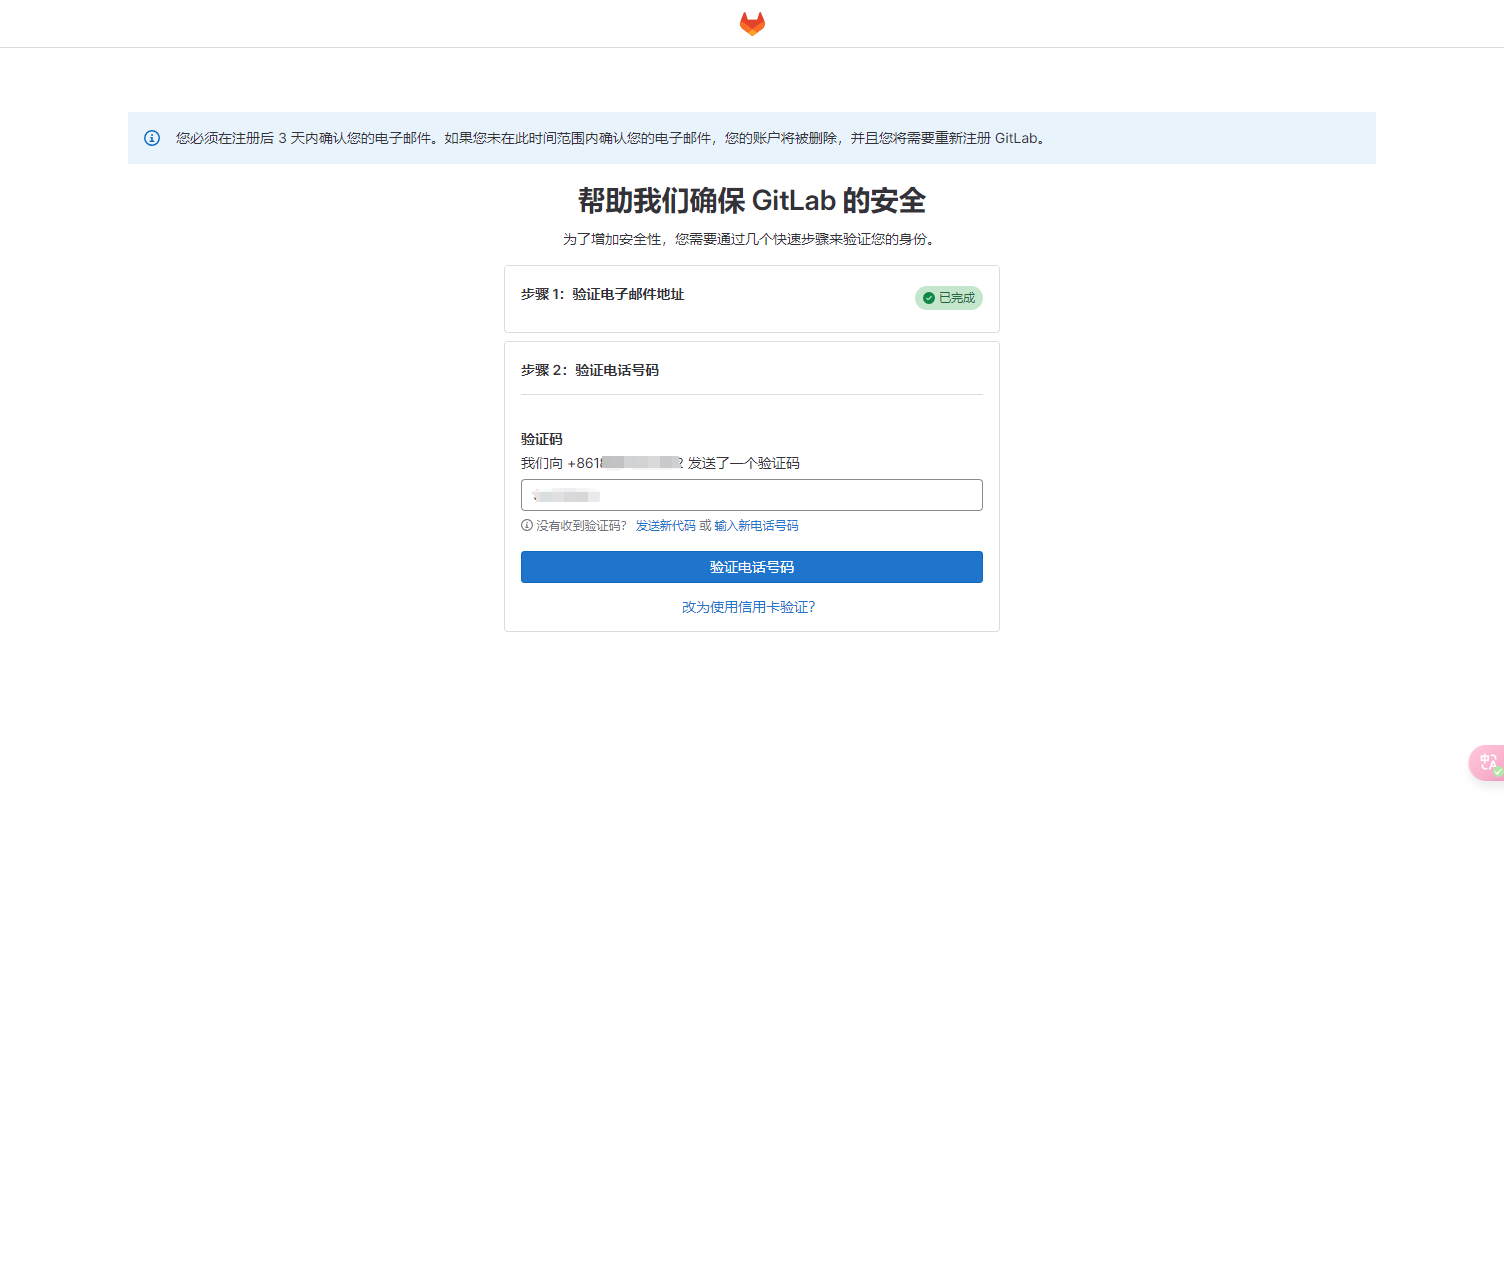 您必须在注册后 3 天内确认您的电子邮件。如果您未在此时间范围内确认您的电子邮件，您的账户将被删除，并且您将需要重新注册 GitLab。
帮助我们确保 GitLab 的安全
为了增加安全性，您需要通过几个快速步骤来验证您的身份。
步骤 1：验证电子邮件地址
已完成
步骤 2：验证电话号码
验证码
我们向 +861 2 发送了一个验证码
没有收到验证码？ 发送新代码 或 输入新电话号码
验证电话号码
改为使用信用卡验证？